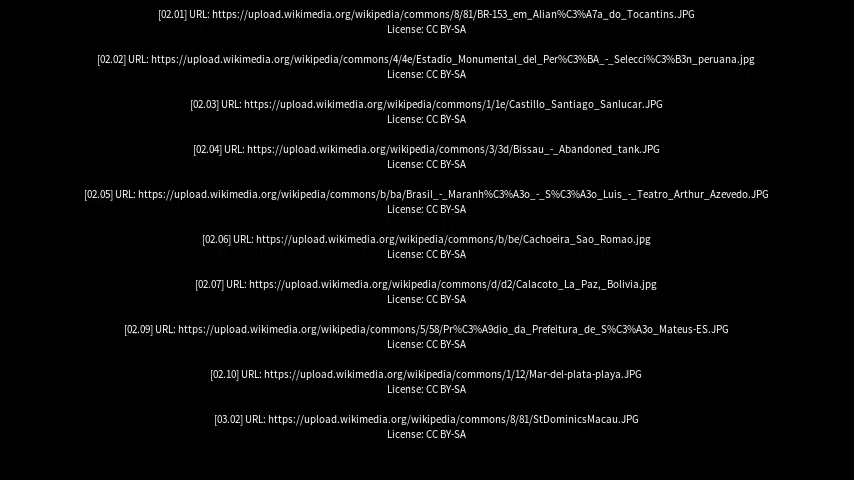 [02.01] URL: https://upload.wikimedia.org/wikipedia/commons/8/81/BR-153_em_Alian%C3%A7a_do_Tocantins.JPG
License: CC BY-SA
[02.02] URL: https://upload.wikimedia.org/wikipedia/commons/4/4e/Estadio_Monumental_del_Per%C3%BA_-_Selecci%C3%B3n_peruana.jpg
License: CC BY-SA
[02.03] URL: https://upload.wikimedia.org/wikipedia/commons/1/1e/Castillo_Santiago_Sanlucar.JPG
License: CC BY-SA
[02.04] URL: https://upload.wikimedia.org/wikipedia/commons/3/3d/Bissau_-_Abandoned_tank.JPG
License: CC BY-SA
[02.05] URL: https://upload.wikimedia.org/wikipedia/commons/b/ba/Brasil_-_Maranh%C3%A3o_-_S%C3%A3o_Luis_-_Teatro_Arthur_Azevedo.JPG
License: CC BY-SA
[02.06] URL: https://upload.wikimedia.org/wikipedia/commons/b/be/Cachoeira_Sao_Romao.jpg
License: CC BY-SA
[02.07] URL: https://upload.wikimedia.org/wikipedia/commons/d/d2/Calacoto_La_Paz,_Bolivia.jpg
License: CC BY-SA
[02.09] URL: https://upload.wikimedia.org/wikipedia/commons/5/58/Pr%C3%A9dio_da_Prefeitura_de_S%C3%A3o_Mateus-ES.JPG
License: CC BY-SA
[02.10] URL: https://upload.wikimedia.org/wikipedia/commons/1/12/Mar-del-plata-playa.JPG
License: CC BY-SA
[03.02] URL: https://upload.wikimedia.org/wikipedia/commons/8/81/StDominicsMacau.JPG
License: CC BY-SA